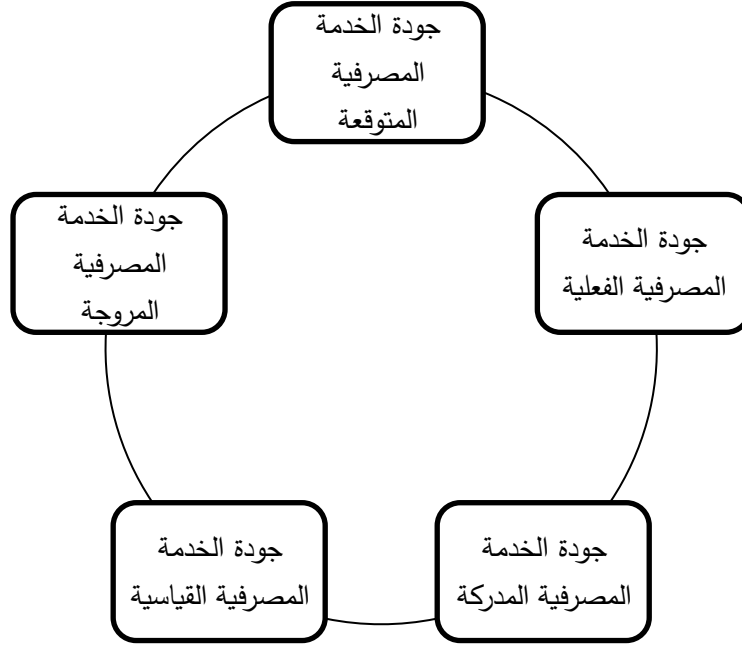 جودة الخدمة
المصرفية
المتوقعة
جودة الخدمة
المصرفية الفعلية
جودة الخدمة
المصرفية المدركة
جودة الخدمة
المصرفية القياسية
جودة الخدمة
المصرفية
المروجة